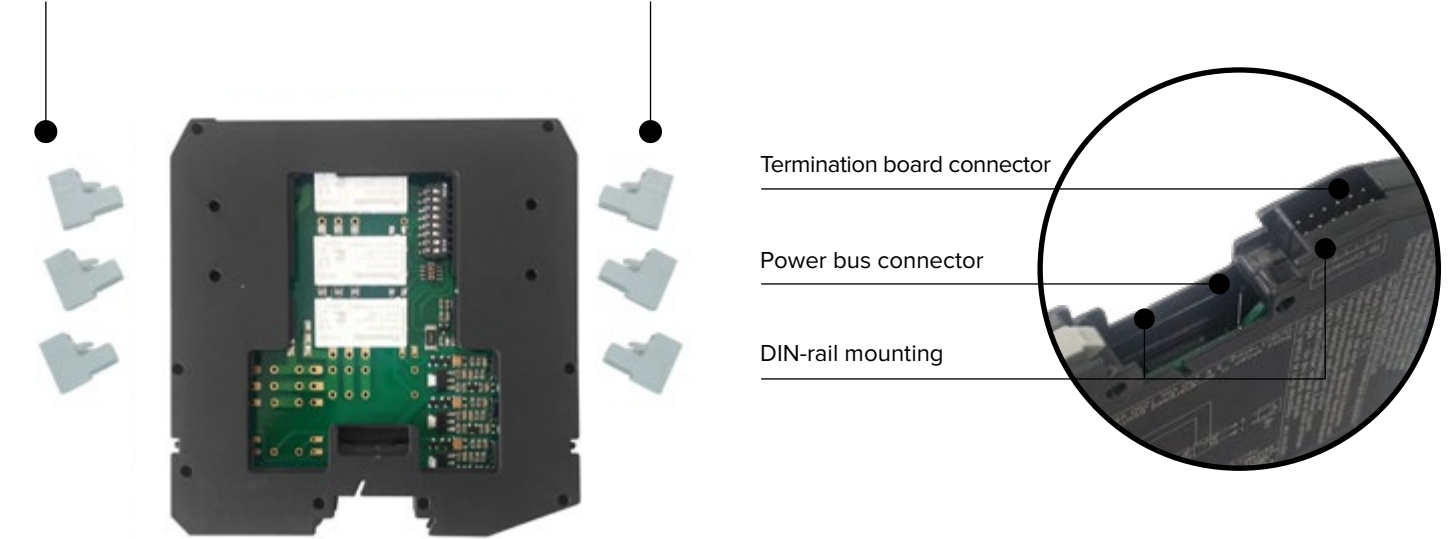 Termination board connector
Power bus connector
DIN-rail mounting